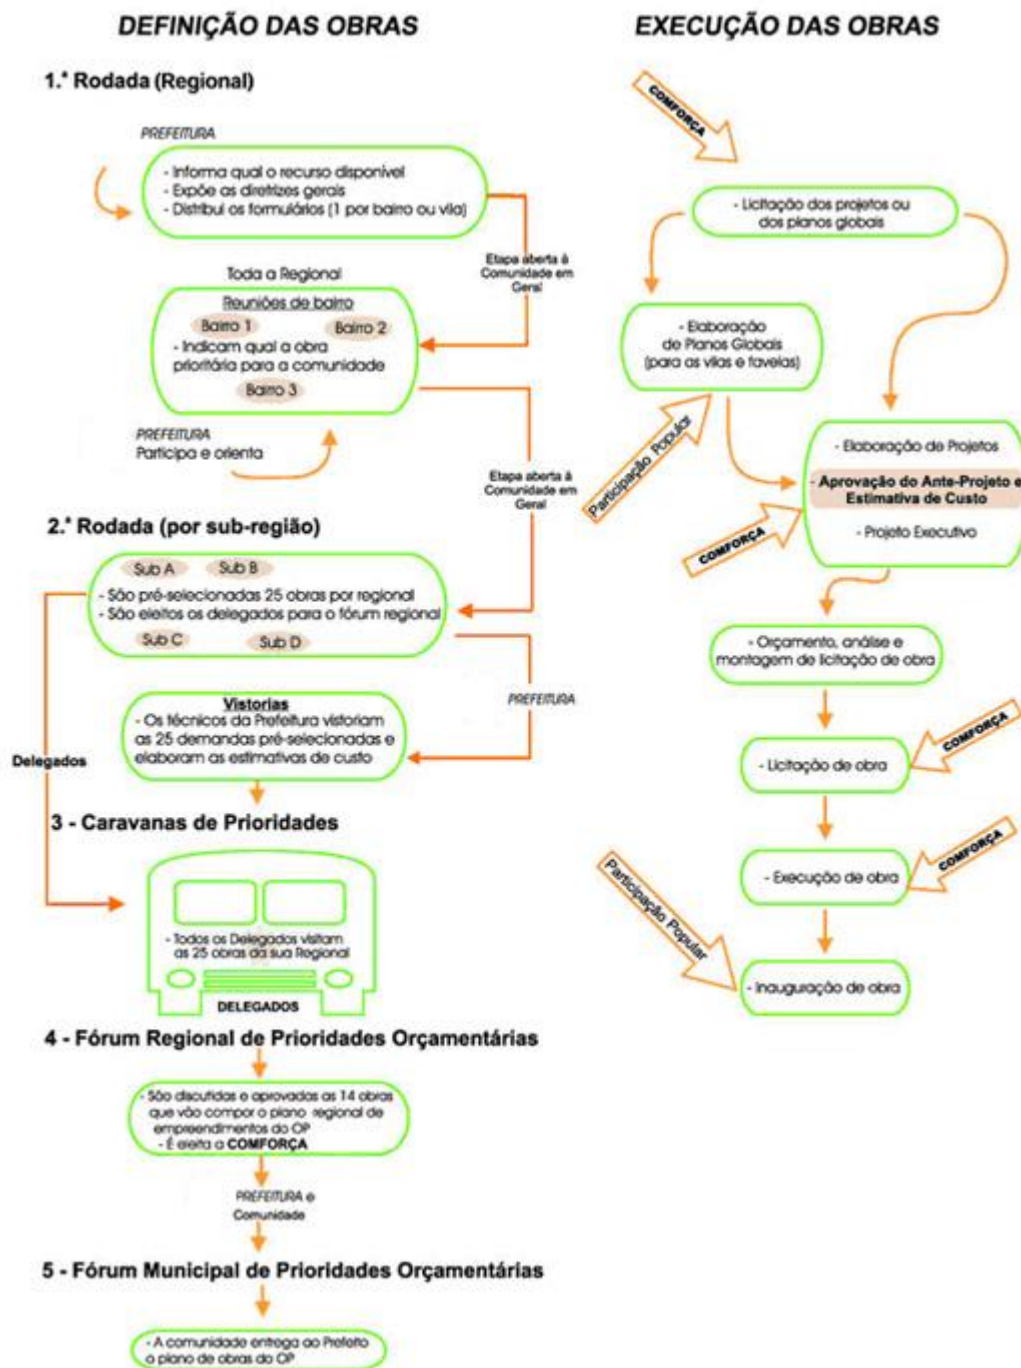 DEFINIÇÃO DAS OBRAS
1.ª Rodada (Regional)
PREFEITURA
- Informa qual o recurso disponível
- Expõe as diretrizes gerais
- Distribui os formulários (1 por bairro ou vila)
Etapa aberta à
Comunidade em
Geral
Toda a Regional
Reuniões de bairro
Bairro 1
Bairro 2
- Indicam qual a obra
prioritária para a comunidade
Bairro 3
PREFEITURA
Participa e orienta
Etapa aberta à
Comunidade em
Geral
2.ª Rodada (por sub-região)
Sub A
Sub B
- São pré-selecionadas 25 obras por regional
- São eleitos os delegados para o fórum regional
Sub C
Sub D
PREFEITURA
Vistorias
- Os técnicos da Prefeitura vistoriam
as 25 demandas pré-selecionadas e
elaboram as estimativas de custo
Delegados
3 - Caravanas de Prioridades
- Todos os Delegados visitam
as 25 obras da sua Regional
DELEGADOS
4 - Fórum Regional de Prioridades Orçamentárias
- São discutidas e aprovadas as 14 obras
que vão compor o plano regional de
empreendimentos do OP
- É eleita a COMFORÇA
PREFEITURA e
Comunidade
5 - Fórum Municipal de Prioridades Orçamentárias
- A comunidade entrega ao Prefeito
o plano de obras do OP
EXECUÇÃO DAS OBRAS
COMFORÇA
- Licitação dos projetos ou
dos planos globais
- Elaboração
de Planos Globais
(para as vilas e favelas)
Participação Popular
- Elaboração de Projetos
- Aprovação do Ante-Projeto e
Estimativa de Custo
- Projeto Executivo
COMFORÇA
- Orçamento, análise e
montagem de licitação de obra
- Licitação de obra
COMFORÇA
- Execução de obra
COMFORÇA
Participação Popular
- Inauguração de obra